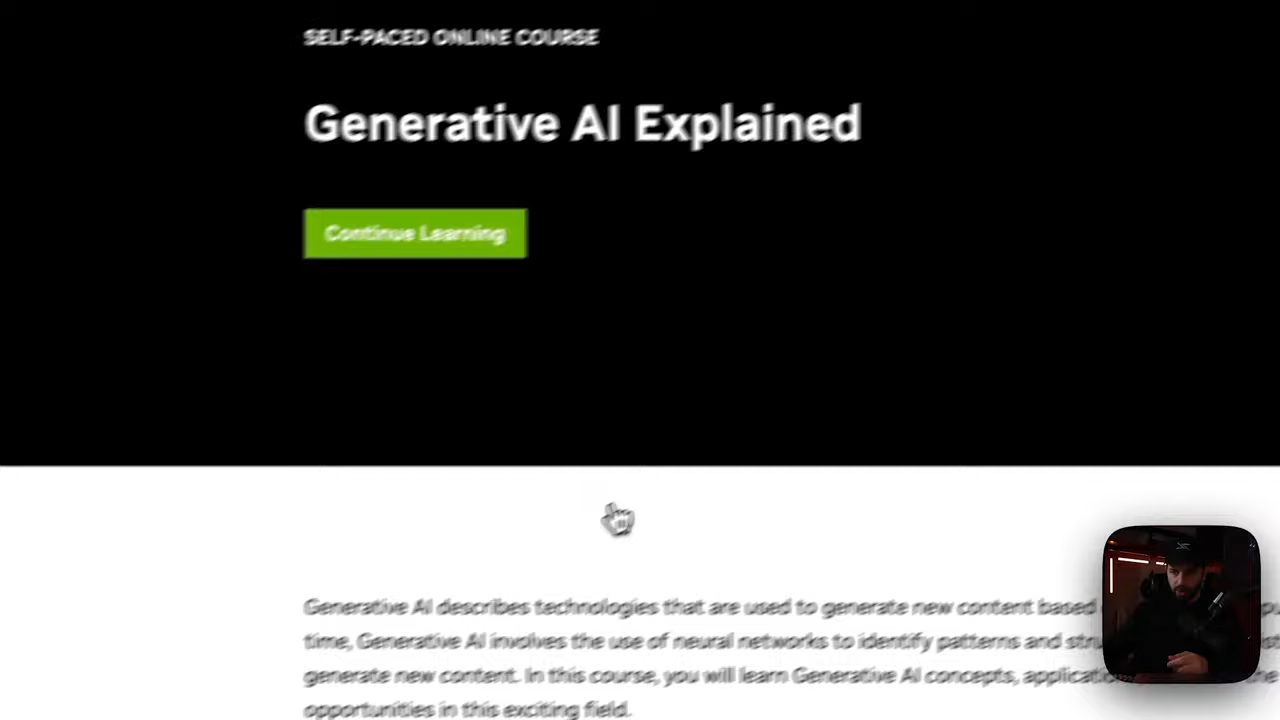 SELF-PACED ONLINE COURSE
Generative AI Explained
Continue Learning
Generative AI describes technologies that are used to generate new content based
time, Generative AI involves the use of neural networks to identify patterns and
generate new content. In this course, you will learn Generative AI concepts,
opportunities in this exciting field.